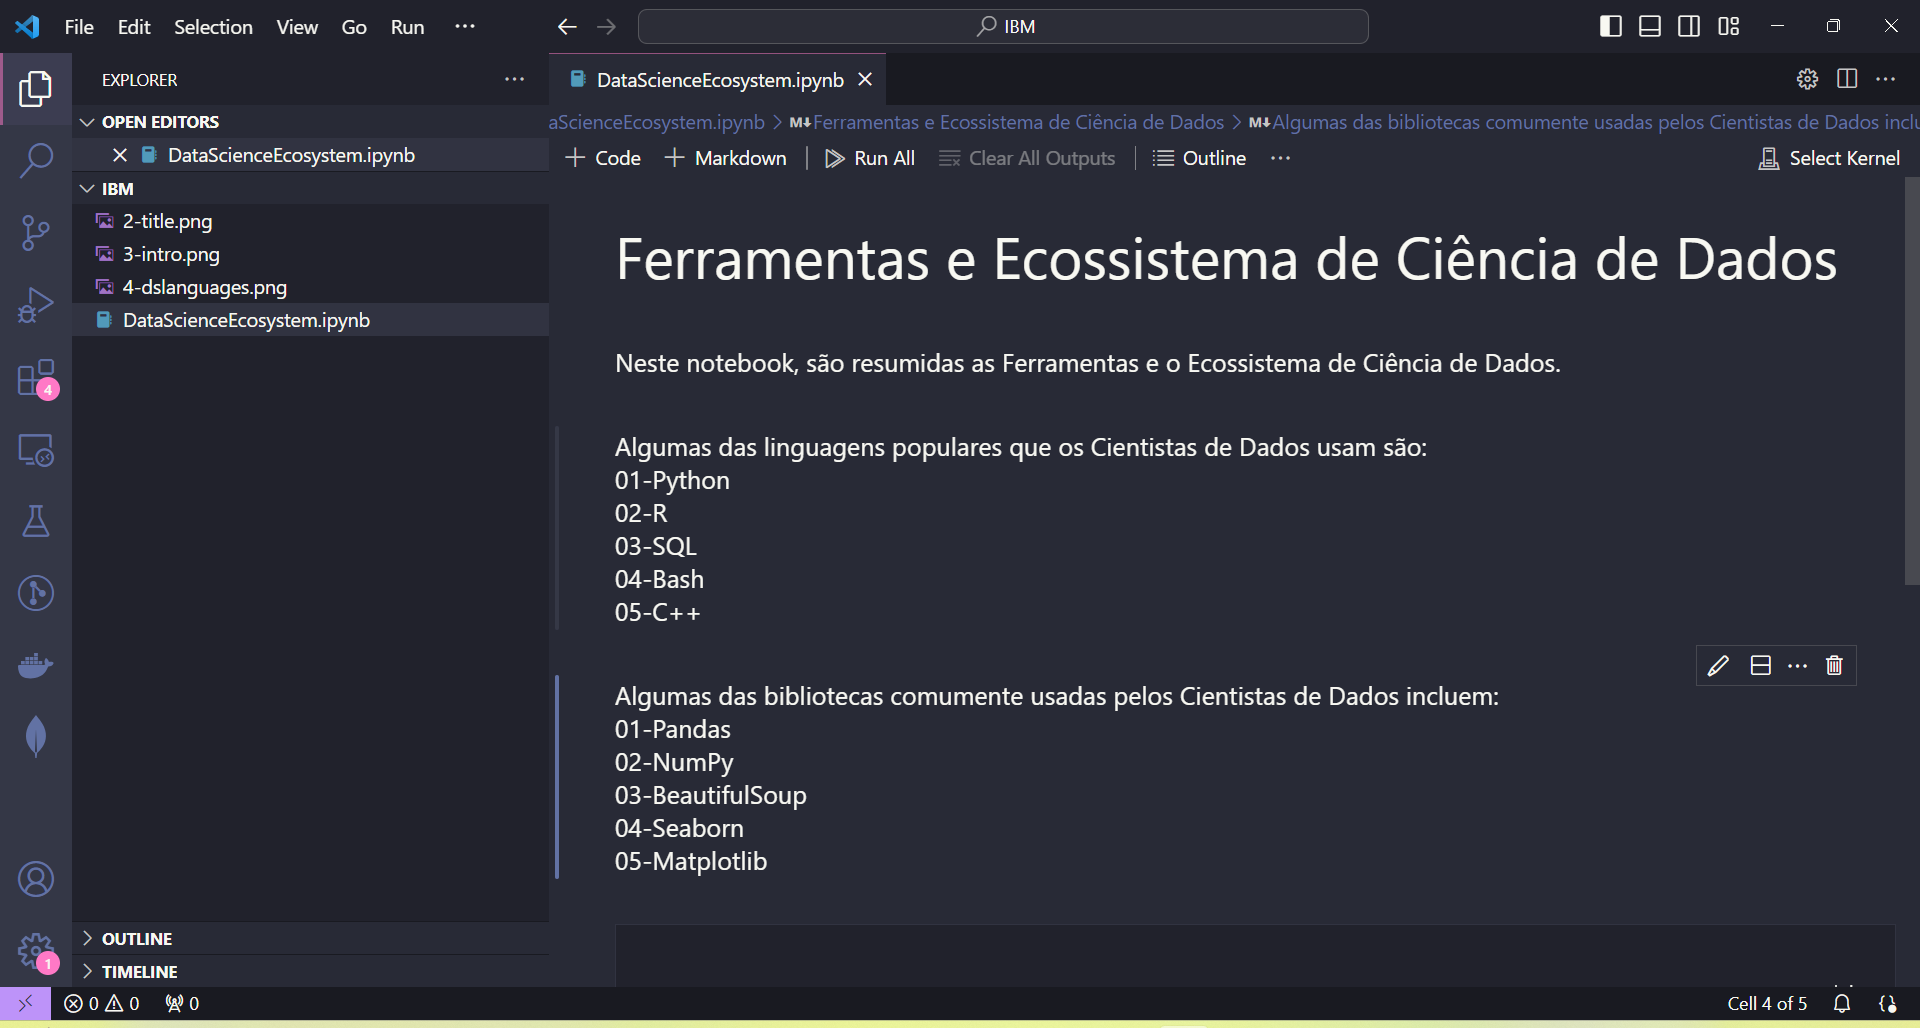 File Edit Selection View Go Run ···
IBM
EXPLORER ···
OPEN EDITORS
DataScienceEcosystem.ipynb
IBM
2-title.png
3-intro.png
4-dslanguages.png
DataScienceEcosystem.ipynb
4
1
OUTLINE
TIMELINE
DataScienceEcosystem.ipynb
aScienceEcosystem.ipynb > M↓Ferramentas e Ecossistema de Ciência de Dados > M↓Algumas das bibliotecas comumente usadas pelos Cientistas de Dados inclu
+ Code + Markdown Run All Clear All Outputs Outline ··· Select Kernel
Ferramentas e Ecossistema de Ciência de Dados
Neste notebook, são resumidas as Ferramentas e o Ecossistema de Ciência de Dados.
Algumas das linguagens populares que os Cientistas de Dados usam são:
01-Python
02-R
03-SQL
04-Bash
05-C++
Algumas das bibliotecas comumente usadas pelos Cientistas de Dados incluem:
01-Pandas
02-NumPy
03-BeautifulSoup
04-Seaborn
05-Matplotlib
0 0 0
Cell 4 of 5